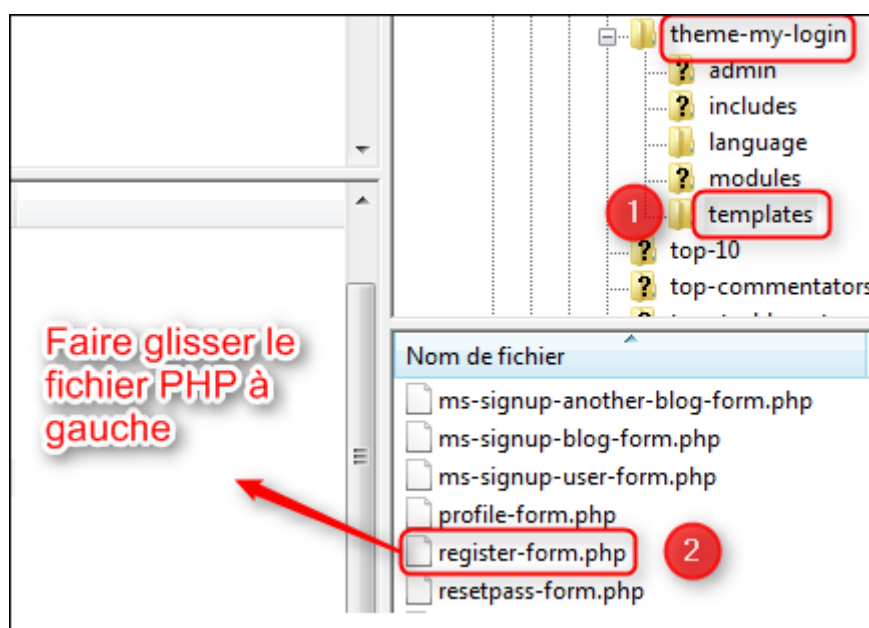 theme-my-login
admin
includes
language
modules
1
templates
top-10
top-commentators
Faire glisser le
fichier PHP à
gauche
Nom de fichier
ms-signup-another-blog-form.php
ms-signup-blog-form.php
ms-signup-user-form.php
profile-form.php
register-form.php
2
resetpass-form.php